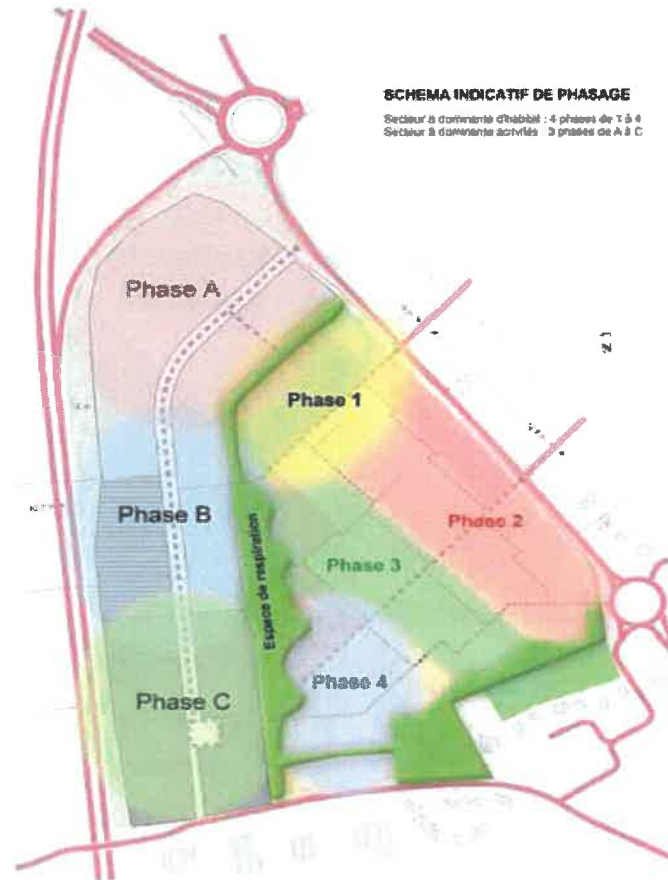 SCHEMA INDICATIF DE PHASAGE
Secteur à dominante d'habitat : 4 phases de 1 à 4
Secteur à dominante activités : 3 phases de A à C
Phase A
Phase 1
Phase B
Phase 2
Espace de respiration
Phase 3
Phase 4
Phase C